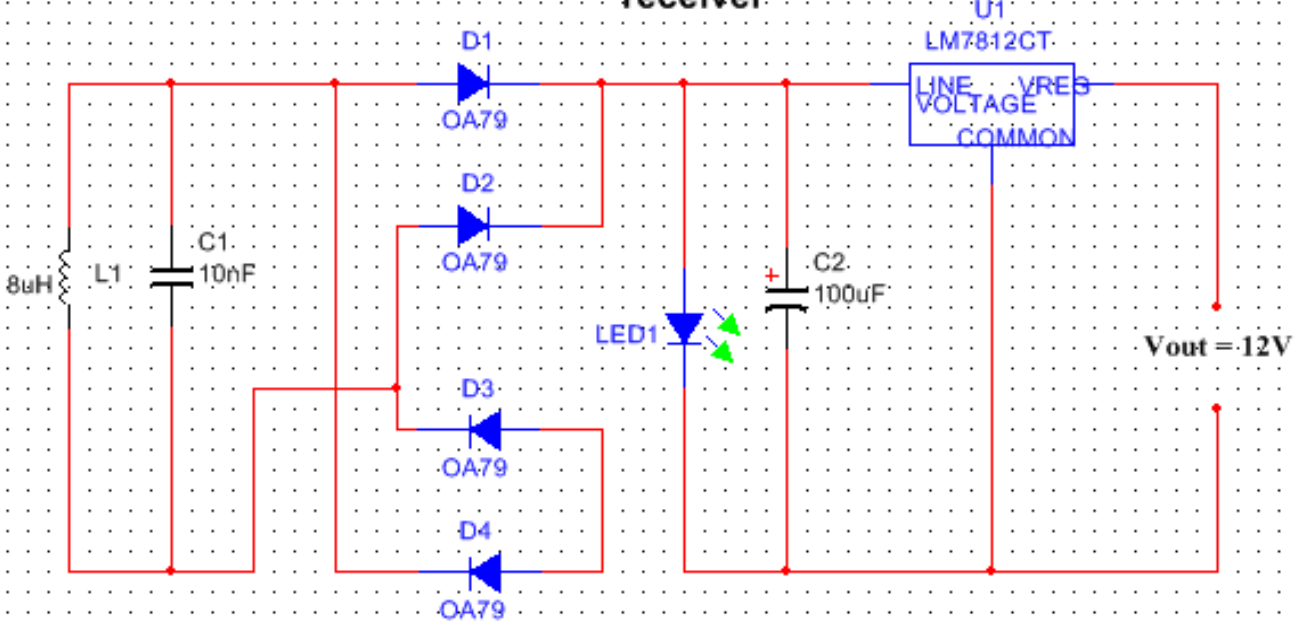 receiver
U1
LM7812CT
LINE VREG
VOLTAGE
COMMON
D1
OA79
D2
OA79
C1
10nF
8uH
L1
C2
+
100uF
LED1
Vout = 12V
D3
OA79
D4
OA79